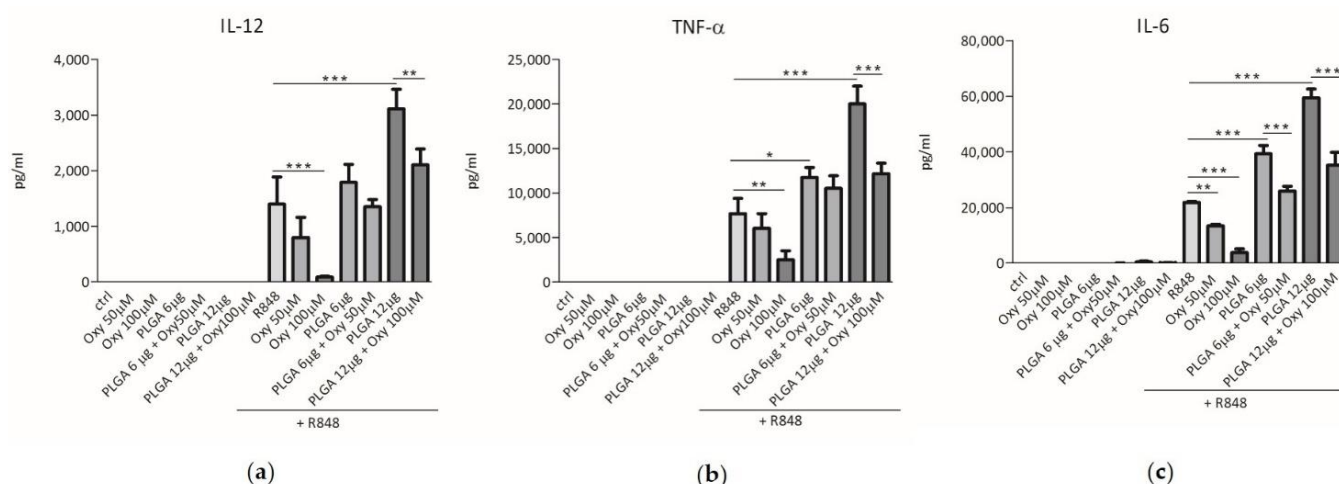 IL-12
4,000
3,000
2,000
1,000
0
pg/ml
***
**
***
ctrl
Oxy 50µM
Oxy 100µM
PLGA 6µg
PLGA 6 µg + Oxy50µM
PLGA 12µg
PLGA 12µg + Oxy100µM
R848
Oxy 50µM
Oxy 100µM
PLGA 6µg
PLGA 6µg + Oxy 50µM
PLGA 12µg
PLGA 12µg + Oxy 100µM
+ R848
(a)
TNF-α
25,000
20,000
15,000
10,000
5,000
0
pg/ml
***
***
*
**
ctrl
Oxy 50µM
Oxy 100µM
PLGA 6µg
PLGA 6 µg + Oxy50µM
PLGA 12µg
PLGA 12µg + Oxy100µM
R848
Oxy 50µM
Oxy 100µM
PLGA 6µg
PLGA 6µg + Oxy 50µM
PLGA 12µg
PLGA 12µg + Oxy 100µM
+ R848
(b)
IL-6
80,000
60,000
40,000
20,000
0
pg/ml
***
***
***
***
***
**
ctrl
Oxy 50µM
Oxy 100µM
PLGA 6µg
PLGA 6 µg + Oxy50µM
PLGA 12µg
PLGA 12µg + Oxy100µM
R848
Oxy 50µM
Oxy 100µM
PLGA 6µg
PLGA 6µg + Oxy 50µM
PLGA 12µg
PLGA 12µg + Oxy 100µM
+ R848
(c)